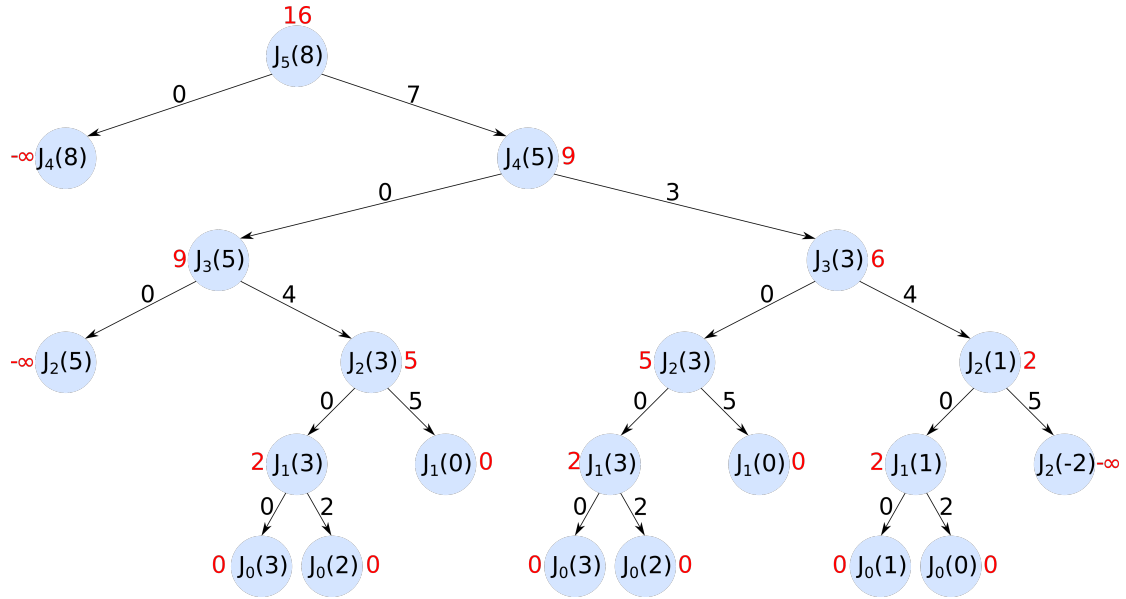 16
J₅(8)
0 7
-∞ J₄(8) J₄(5) 9
0 3
9 J₃(5) J₃(3) 6
0 4 0 4
-∞ J₂(5) J₂(3) 5 5 J₂(3) J₂(1) 2
0 5 0 5 0 5
2 J₁(3) J₁(0) 0 2 J₁(3) J₁(0) 0 2 J₁(1) J₂(-2) -∞
0 2 0 2 0 2
0 J₀(3) J₀(2) 0 0 J₀(3) J₀(2) 0 0 J₀(1) J₀(0) 0